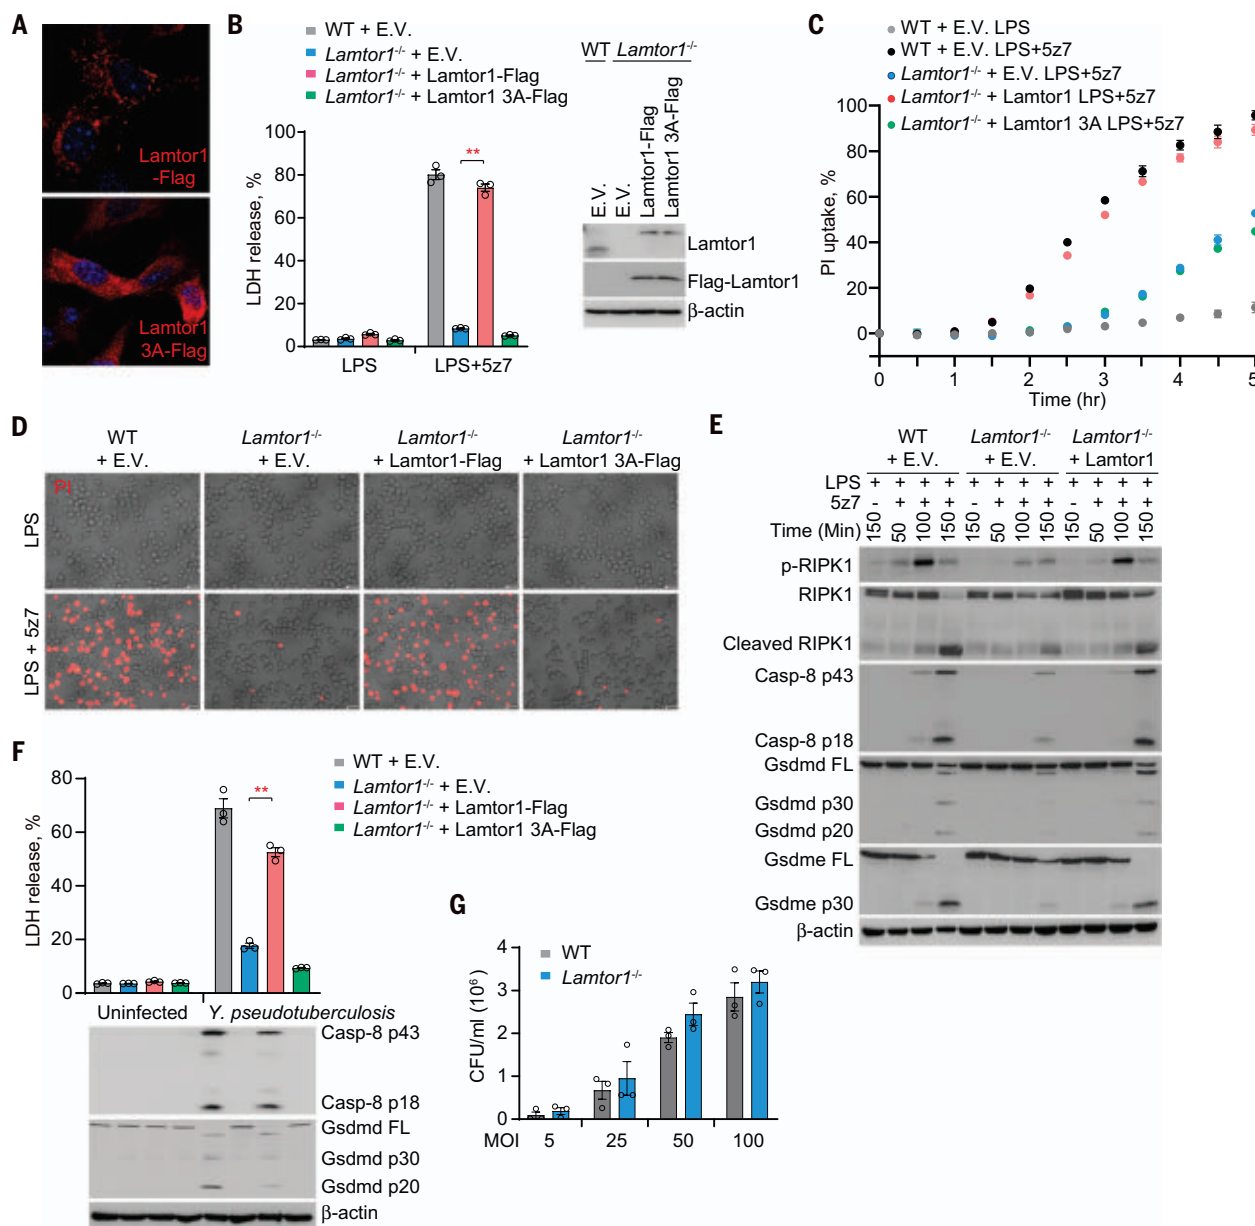 A
Lamtor1
-Flag
Lamtor1
3A-Flag
B
WT + E.V.
Lamtor1-/- + E.V.
Lamtor1-/- + Lamtor1-Flag
Lamtor1-/- + Lamtor1 3A-Flag
LDH release, %
100
80
60
40
20
0
**
LPS
LPS+5z7
WT Lamtor1-/-
E.V.
E.V.
Lamtor1-Flag
Lamtor1 3A-Flag
Lamtor1
Flag-Lamtor1
β-actin
C
WT + E.V. LPS
WT + E.V. LPS+5z7
Lamtor1-/- + E.V. LPS+5z7
Lamtor1-/- + Lamtor1 LPS+5z7
Lamtor1-/- + Lamtor1 3A LPS+5z7
PI uptake, %
100
80
60
40
20
0
0 1 2 3 4 5
Time (hr)
D
WT
+ E.V.
Lamtor1-/-
+ E.V.
Lamtor1-/-
+ Lamtor1-Flag
Lamtor1-/-
+ Lamtor1 3A-Flag
PI
LPS
LPS + 5z7
E
WT
+ E.V.
Lamtor1-/-
+ E.V.
Lamtor1-/-
+ Lamtor1
LPS + + + + + + + + + + + +
5z7 - + + + - + + + - + + +
Time (Min) 150 50 100 150 150 50 100 150 150 50 100 150
p-RIPK1
RIPK1
Cleaved RIPK1
Casp-8 p43
Casp-8 p18
Gsdmd FL
Gsdmd p30
Gsdmd p20
Gsdme FL
Gsdme p30
β-actin
F
WT + E.V.
Lamtor1-/- + E.V.
Lamtor1-/- + Lamtor1-Flag
Lamtor1-/- + Lamtor1 3A-Flag
LDH release, %
80
60
40
20
0
**
Uninfected
Y. pseudotuberculosis
Casp-8 p43
Casp-8 p18
Gsdmd FL
Gsdmd p30
Gsdmd p20
β-actin
G
WT
Lamtor1-/-
CFU/ml (10⁶)
4
3
2
1
0
MOI 5 25 50 100